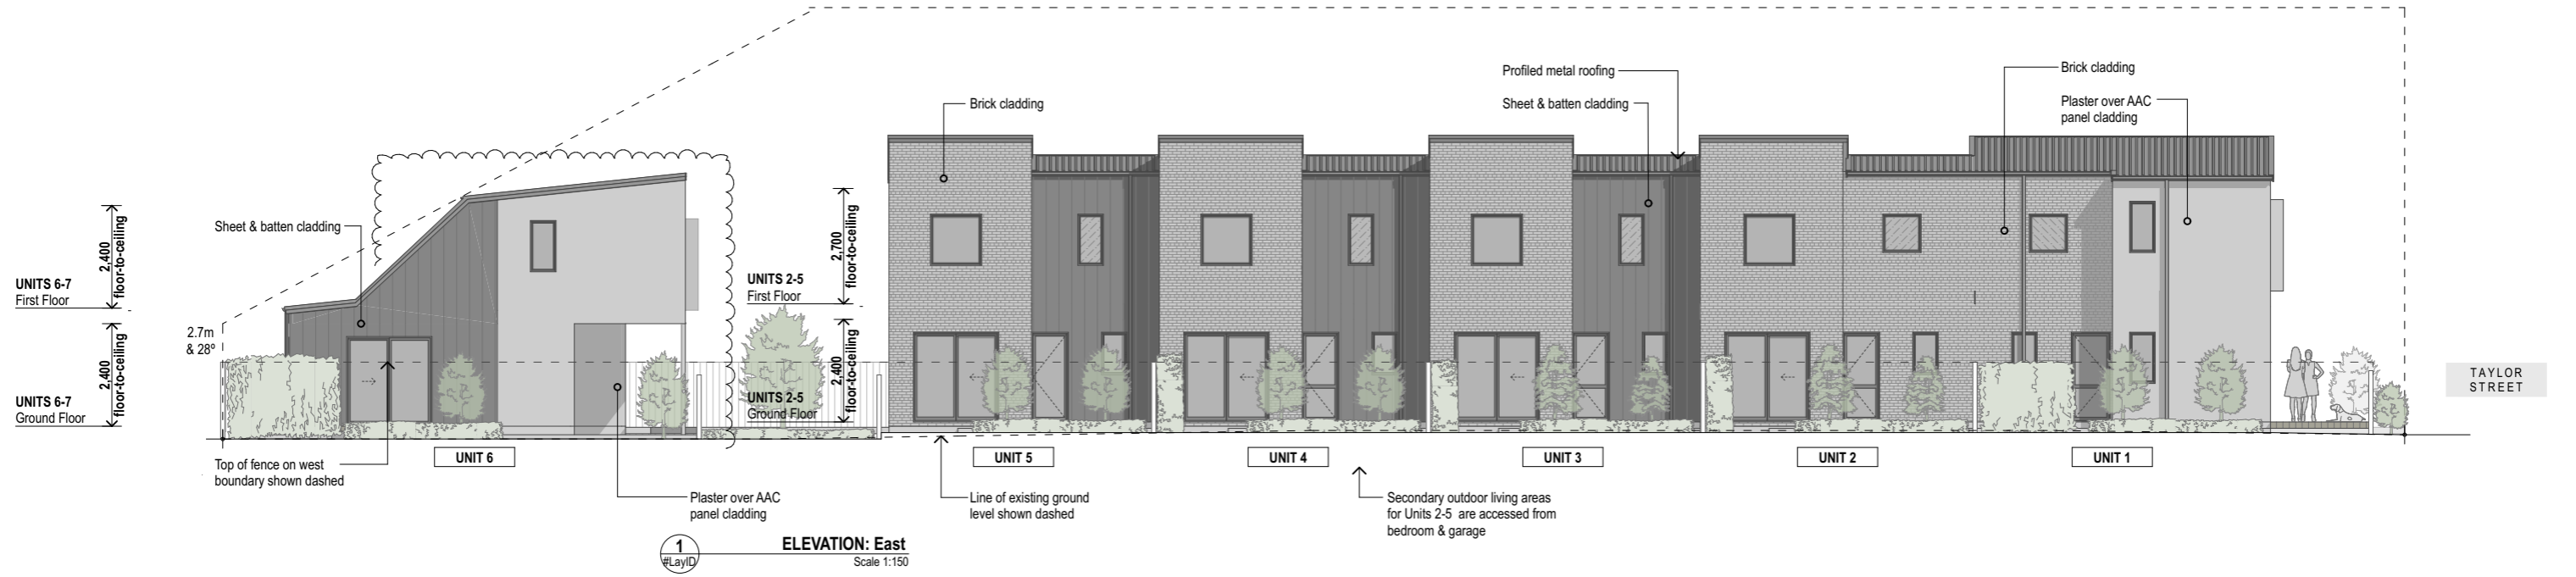 Profiled metal roofing
Sheet & batten cladding
Brick cladding
Plaster over AAC
panel cladding
Brick cladding
Sheet & batten cladding
2,400
floor-to-ceiling
UNITS 6-7
First Floor
2.7m
& 28º
2,400
floor-to-ceiling
UNITS 6-7
Ground Floor
2,700
floor-to-ceiling
UNITS 2-5
First Floor
2,400
floor-to-ceiling
UNITS 2-5
Ground Floor
TAYLOR
STREET
UNIT 6
UNIT 5
UNIT 4
UNIT 3
UNIT 2
UNIT 1
Top of fence on west
boundary shown dashed
Plaster over AAC
panel cladding
Line of existing ground
level shown dashed
Secondary outdoor living areas
for Units 2-5 are accessed from
bedroom & garage
1
#LayID
ELEVATION: East
Scale 1:150